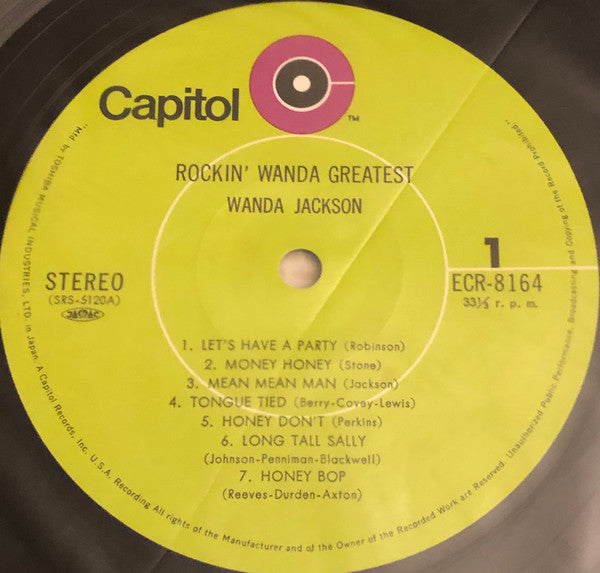 Capitol
™
ROCKIN' WANDA GREATEST
WANDA JACKSON
STEREO
(SRS-5120A)
JASRAC
1
ECR-8164
33⅓ r. p. m.
1. LET'S HAVE A PARTY (Robinson)
2. MONEY HONEY (Stone)
3. MEAN MEAN MAN (Jackson)
4. TONGUE TIED (Berry-Covey-Lewis)
5. HONEY DON'T (Perkins)
6. LONG TALL SALLY
(Johnson-Penniman-Blackwell)
7. HONEY BOP
(Reeves-Durden-Axton)
"Mfd. by TOSHIBA MUSICAL INDUSTRIES, LTD. in Japan. A Capitol Records, Inc. U.S.A. Recording All rights of the Manufacturer and of the Owner of the Recorded Work Reserved. Unauthorized Public Performance, Broadcasting and Copying of the Record Prohibited."